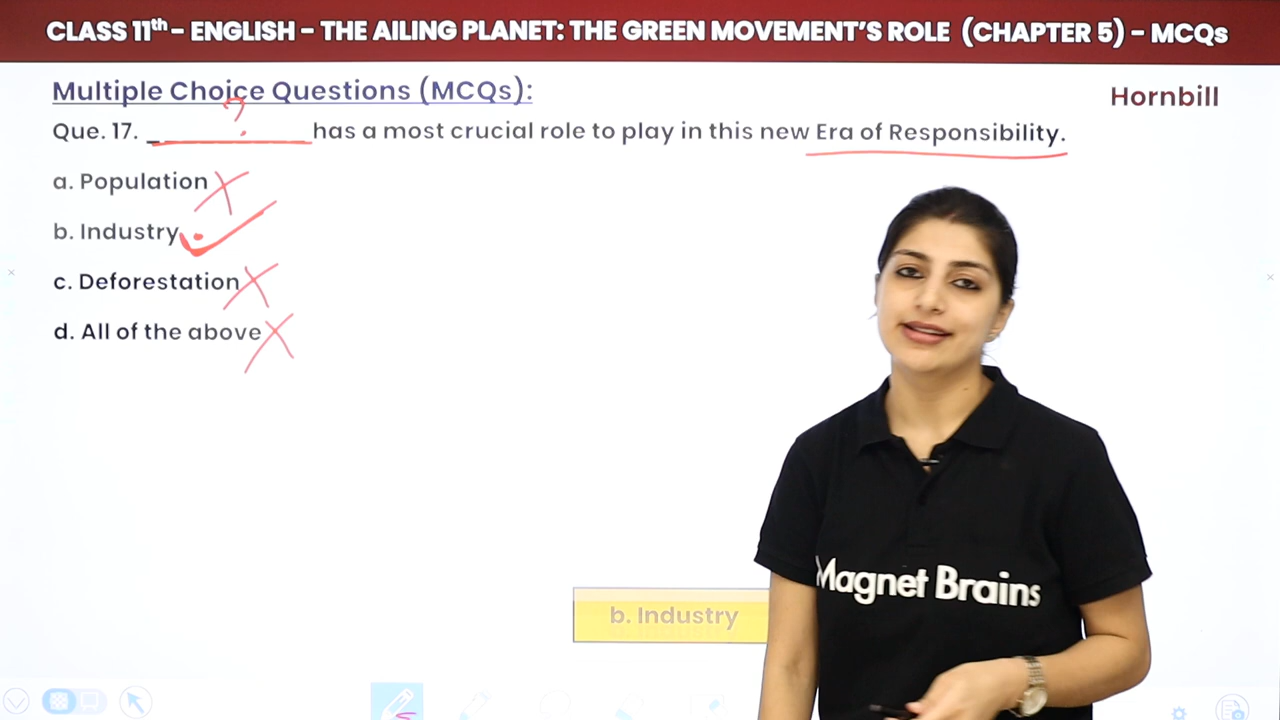 CLASS 11th - ENGLISH - THE AILING PLANET: THE GREEN MOVEMENT'S ROLE (CHAPTER 5) - MCQs
Multiple Choice Questions (MCQs):
Hornbill
?
Que. 17. ____________ has a most crucial role to play in this new Era of Responsibility.
a. Population
b. Industry
c. Deforestation
d. All of the above
Magnet Brains
b. Industry